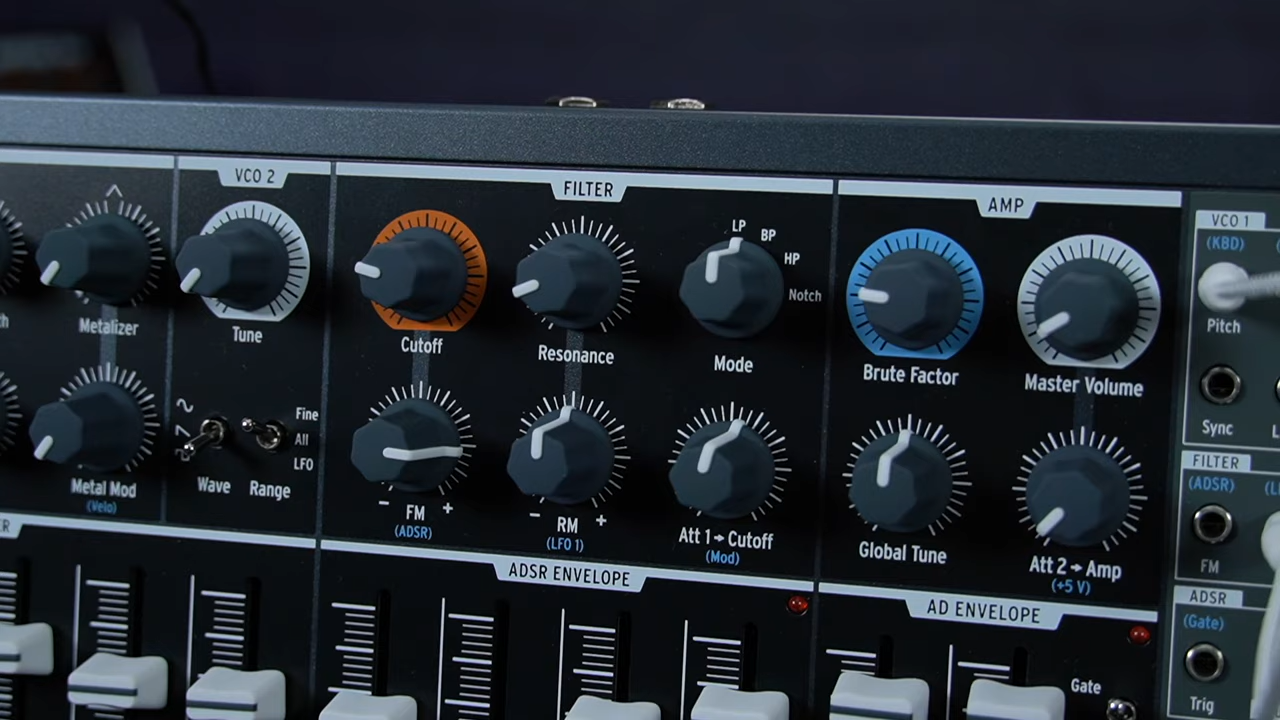 VCO 2
FILTER
AMP
VCO 1
(KBD)
LP
BP
HP
Notch
Metalizer
Tune
Cutoff
Resonance
Mode
Brute Factor
Master Volume
Pitch
Fine
All
LFO
Sync
Metal Mod
(Velo)
Wave
Range
- FM +
(ADSR)
- RM +
(LFO 1)
Att 1→Cutoff
(Mod)
Global Tune
Att 2→Amp
(+5 V)
FILTER
(ADSR)
FM
ADSR ENVELOPE
AD ENVELOPE
ADSR
(Gate)
Gate
Trig